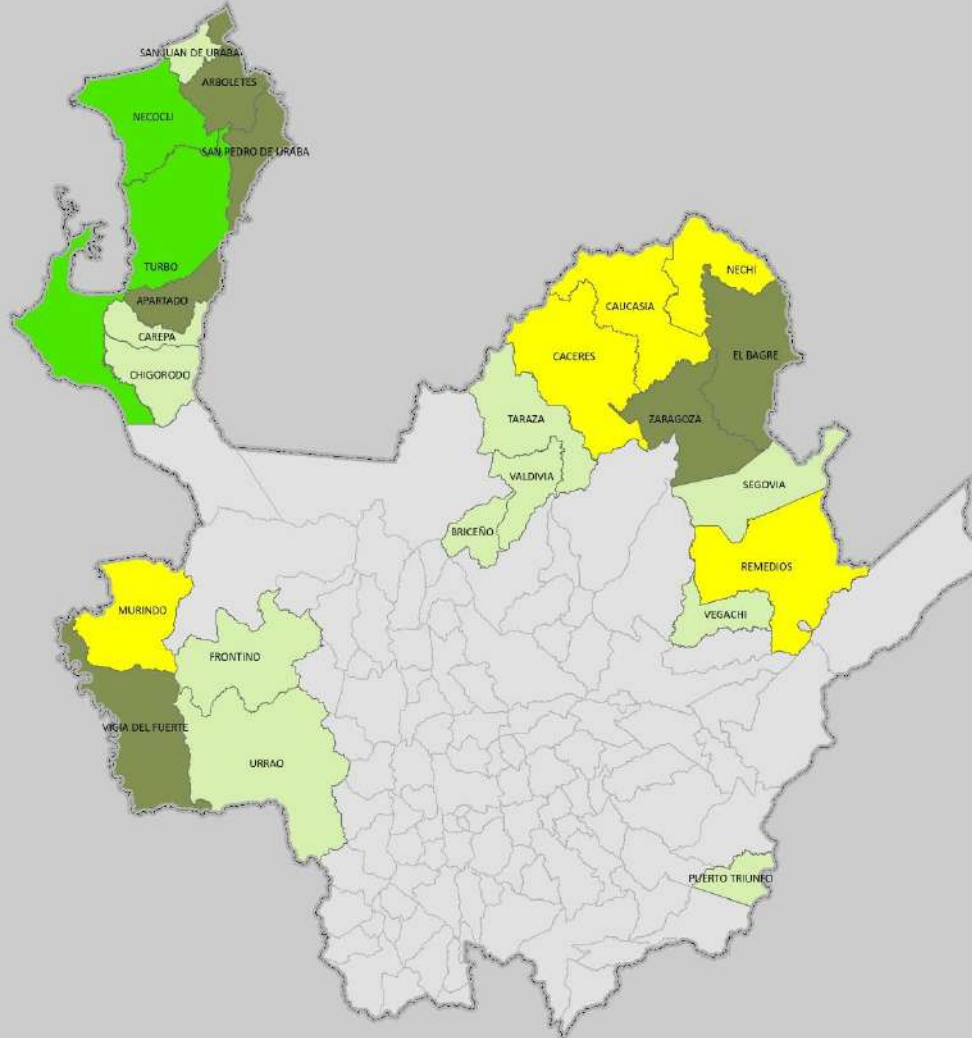 SAN JUAN DE URABA
ARBOLETES
NECOCLI
SAN PEDRO DE URABA
TURBO
APARTADO
CAREPA
CHIGORODO
NECHI
CAUCASIA
CACERES
EL BAGRE
ZARAGOZA
TARAZA
VALDIVIA
SEGOVIA
BRICEÑO
REMEDIOS
MURINDO
VEGACHI
FRONTINO
VIGIA DEL FUERTE
URRAO
PUERTO TRIUNFO